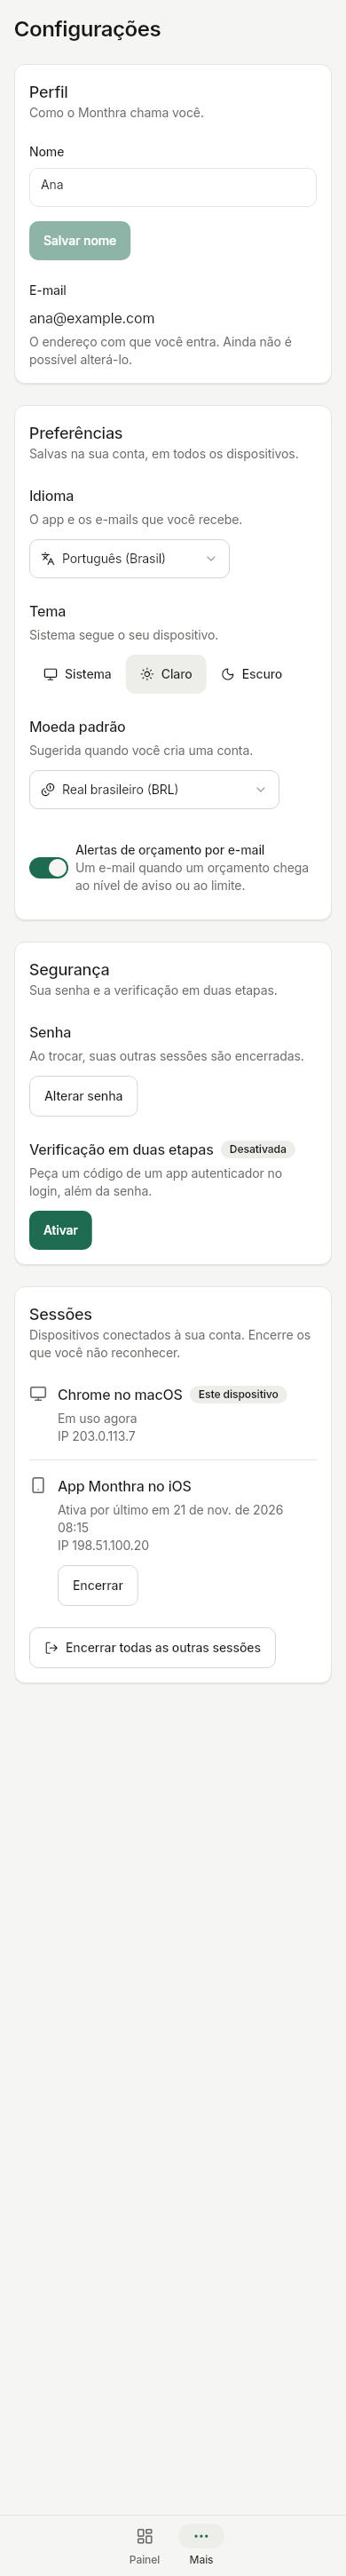 Configurações
Perfil
Como o Monthra chama você.
Nome
Ana
Salvar nome
E-mail
ana@example.com
O endereço com que você entra. Ainda não é
possível alterá-lo.
Preferências
Salvas na sua conta, em todos os dispositivos.
Idioma
O app e os e-mails que você recebe.
Português (Brasil)
Tema
Sistema segue o seu dispositivo.
Sistema
Claro
Escuro
Moeda padrão
Sugerida quando você cria uma conta.
Real brasileiro (BRL)
Alertas de orçamento por e-mail
Um e-mail quando um orçamento chega
ao nível de aviso ou ao limite.
Segurança
Sua senha e a verificação em duas etapas.
Senha
Ao trocar, suas outras sessões são encerradas.
Alterar senha
Verificação em duas etapas Desativada
Peça um código de um app autenticador no
login, além da senha.
Ativar
Sessões
Dispositivos conectados à sua conta. Encerre os
que você não reconhecer.
Chrome no macOS Este dispositivo
Em uso agora
IP 203.0.113.7
App Monthra no iOS
Ativa por último em 21 de nov. de 2026
08:15
IP 198.51.100.20
Encerrar
Encerrar todas as outras sessões
Painel
Mais